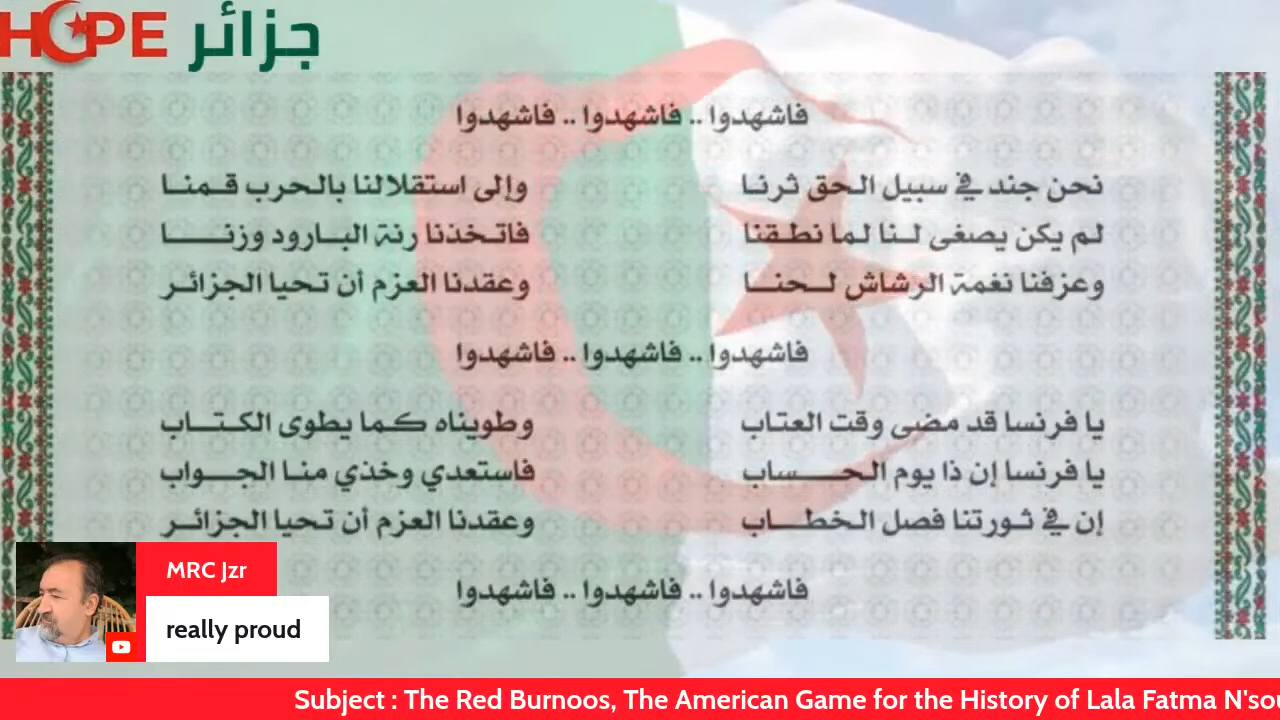 HOPE جزائر
فاشهدوا .. فاشهدوا .. فاشهدوا
نحن جند في سبيل الحق ثرنا وإلى استقلالنا بالحرب قمنا
لم يكن يصغى لنا لما نطقنا فاتخذنا رنة البارود وزنا
وعزفنا نغمة الرشاش لحنا وعقدنا العزم أن تحيا الجزائر
فاشهدوا .. فاشهدوا .. فاشهدوا
يا فرنسا قد مضى وقت العتاب وطويناه كما يطوى الكتاب
يا فرنسا إن ذا يوم الحساب فاستعدي وخذي منا الجواب
إن في ثورتنا فصل الخطاب وعقدنا العزم أن تحيا الجزائر
فاشهدوا .. فاشهدوا .. فاشهدوا
MRC Jzr
really proud
Subject : The Red Burnoos, The American Game for the History of Lala Fatma